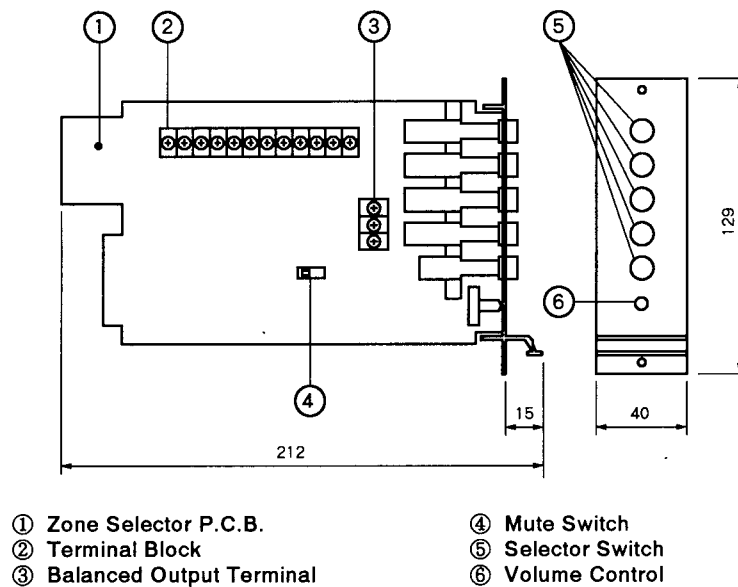 ① ② ③ ⑤
129
⑥
④
15 40
212
① Zone Selector P.C.B.
② Terminal Block
③ Balanced Output Terminal
④ Mute Switch
⑤ Selector Switch
⑥ Volume Control